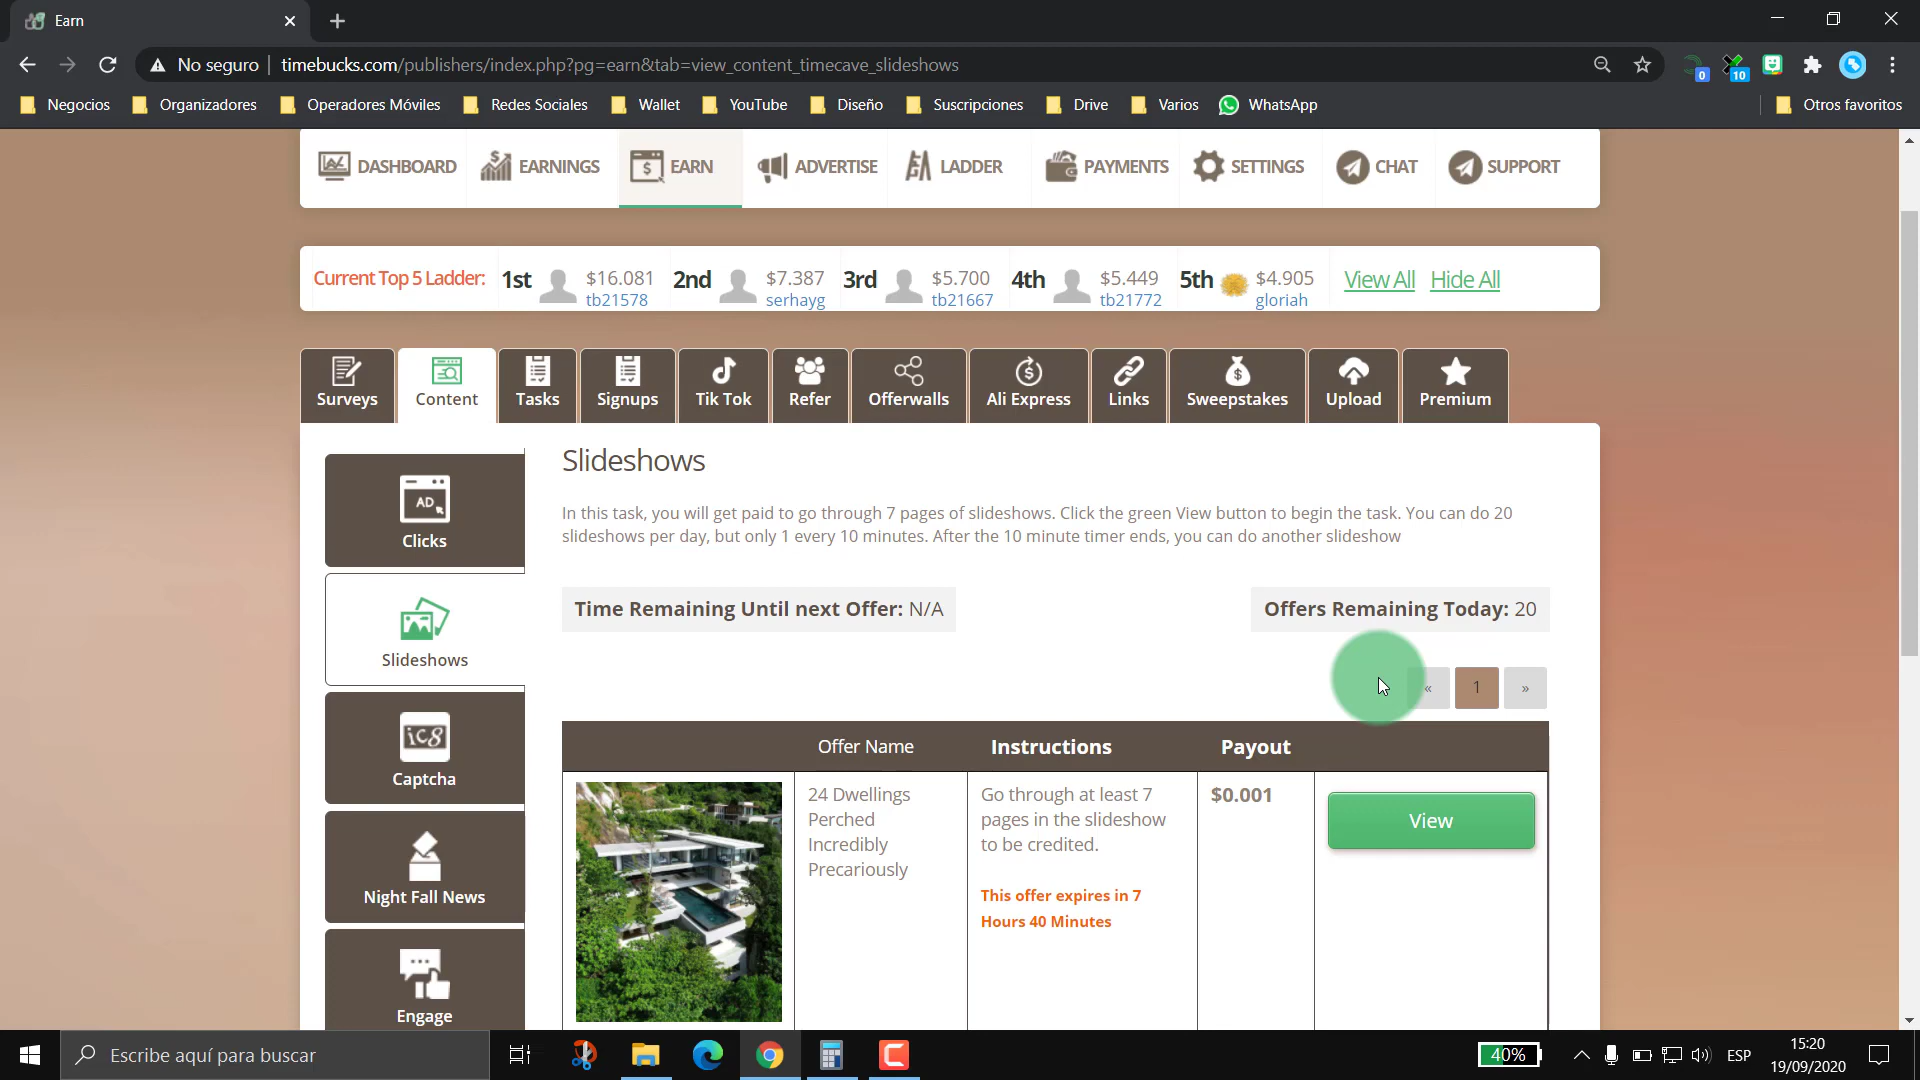 Earn
No seguro
timebucks.com/publishers/index.php?pg=earn&tab=view_content_timecave_slideshows
0
10
Negocios
Organizadores
Operadores Móviles
Redes Sociales
Wallet
YouTube
Diseño
Suscripciones
Drive
Varios
WhatsApp
Otros favoritos
DASHBOARD
EARNINGS
EARN
ADVERTISE
LADDER
PAYMENTS
SETTINGS
CHAT
SUPPORT
Current Top 5 Ladder:
1st
$16.081
tb21578
2nd
$7.387
serhayg
3rd
$5.700
tb21667
4th
$5.449
tb21772
5th
$4.905
gloriah
View All
Hide All
Surveys
Content
Tasks
Signups
Tik Tok
Refer
Offerwalls
Ali Express
Links
Sweepstakes
Upload
Premium
AD
Clicks
Slideshows
ic8
Captcha
Night Fall News
Engage
Slideshows
In this task, you will get paid to go through 7 pages of slideshows. Click the green View button to begin the task. You can do 20
slideshows per day, but only 1 every 10 minutes. After the 10 minute timer ends, you can do another slideshow
Time Remaining Until next Offer: N/A
Offers Remaining Today: 20
«
1
»
Offer Name
Instructions
Payout
24 Dwellings
Perched
Incredibly
Precariously
Go through at least 7
pages in the slideshow
to be credited.
This offer expires in 7
Hours 40 Minutes
$0.001
View
Escribe aquí para buscar
40%
ESP
15:20
19/09/2020